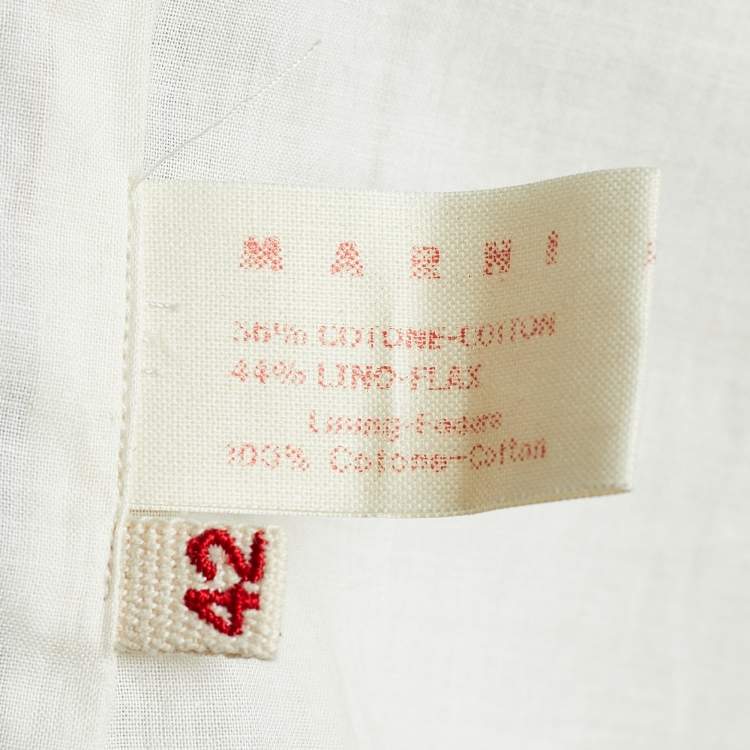 MARNI
56% COTONE-COTTON
44% LINO-FLAX
Lining-Fodera
100% Cotone-Cotton
42